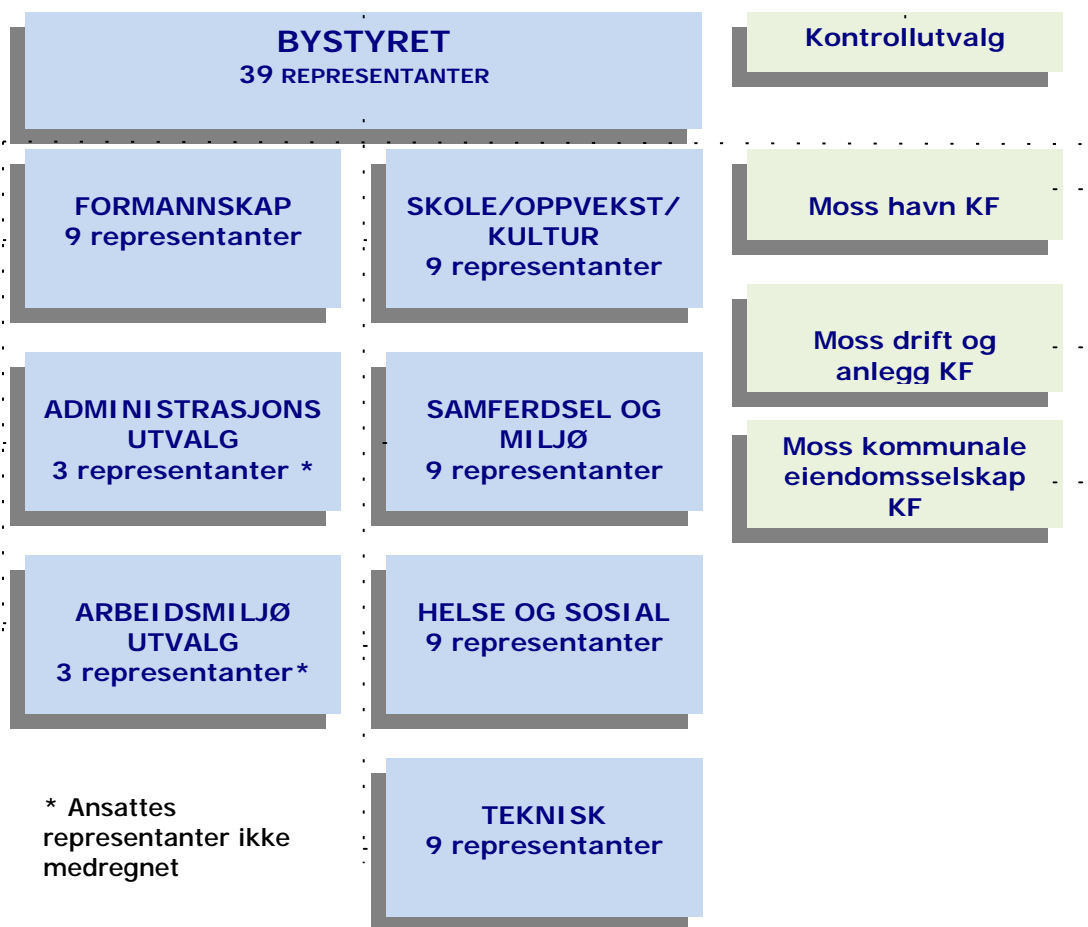 BYSTYRET
39 REPRESENTANTER
Kontrollutvalg
FORMANNSKAP
9 representanter
SKOLE/OPPVEKST/
KULTUR
9 representanter
Moss havn KF
Moss drift og
anlegg KF
ADMINISTRASJONS
UTVALG
3 representanter *
SAMFERDSEL OG
MILJØ
9 representanter
Moss kommunale
eiendomsselskap
KF
ARBEIDSMILJØ
UTVALG
3 representanter*
HELSE OG SOSIAL
9 representanter
* Ansattes
representanter ikke
medregnet
TEKNISK
9 representanter